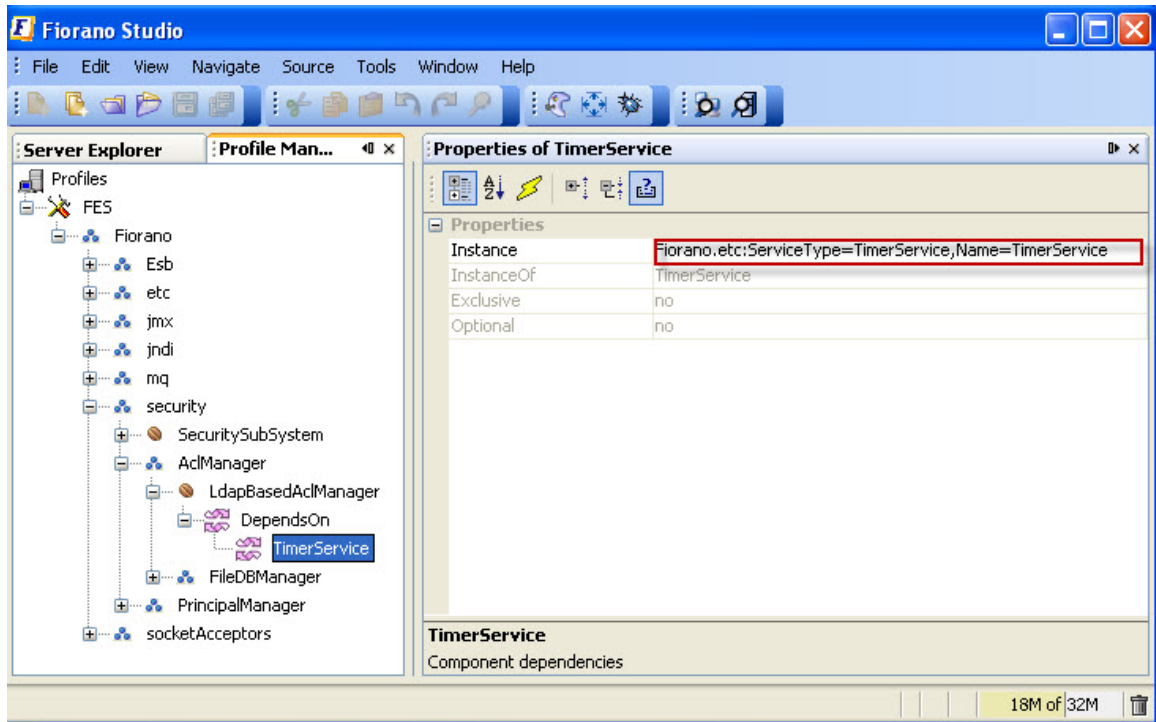 Fiorano Studio
File Edit View Navigate Source Tools Window Help
Server Explorer Profile Man...
Profiles
FES
Fiorano
Esb
etc
jmx
jndi
mq
security
SecuritySubSystem
AclManager
LdapBasedAclManager
DependsOn
TimerService
FileDBManager
PrincipalManager
socketAcceptors
Properties of TimerService
Properties
Instance Fiorano.etc:ServiceType=TimerService,Name=TimerService
InstanceOf TimerService
Exclusive no
Optional no
TimerService
Component dependencies
18M of 32M